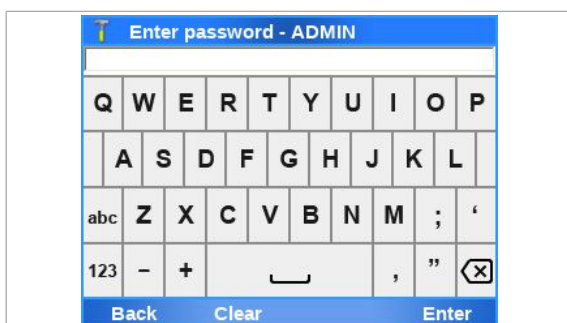 Enter password - ADMIN
Q W E R T Y U I O P
A S D F G H J K L
abc Z X C V B N M ; ‘
123 - + , ”
Back Clear Enter